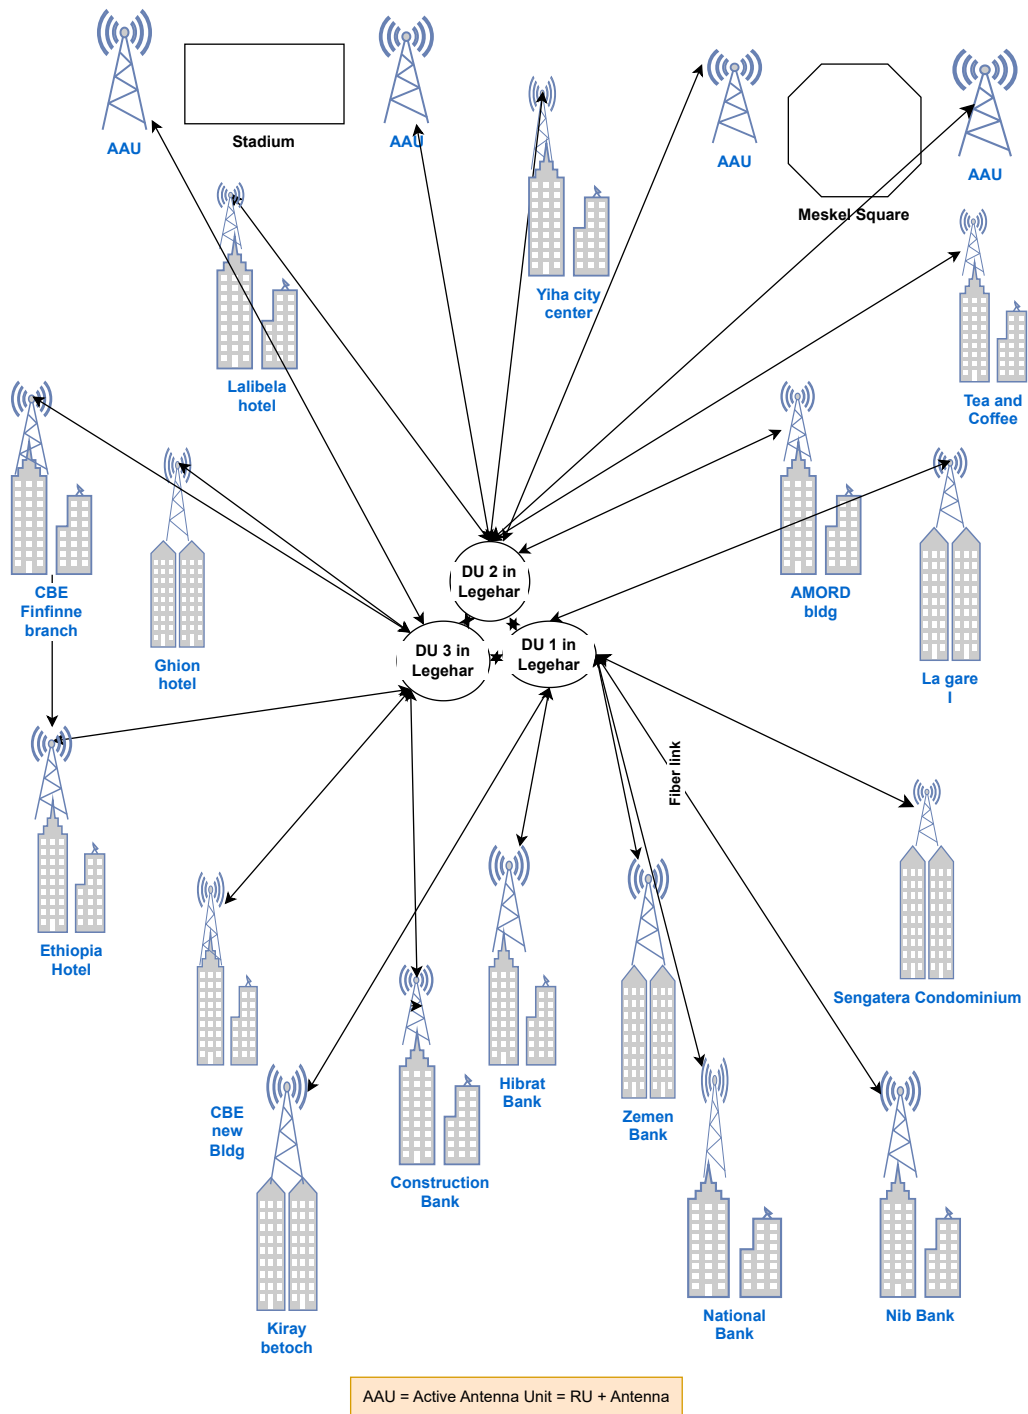 AAU
Stadium
AAU
AAU
Meskel Square
AAU
Yiha city
center
Lalibela
hotel
Tea and
Coffee
CBE
Finfinne
branch
Ghion
hotel
DU 2 in
Legehar
AMORD
bldg
DU 3 in
Legehar
DU 1 in
Legehar
La gare
I
Fiber link
Ethiopia
Hotel
Sengatera Condominium
CBE
new
Bldg
Hibrat
Bank
Zemen
Bank
Construction
Bank
Kiray
betoch
National
Bank
Nib Bank
AAU = Active Antenna Unit = RU + Antenna